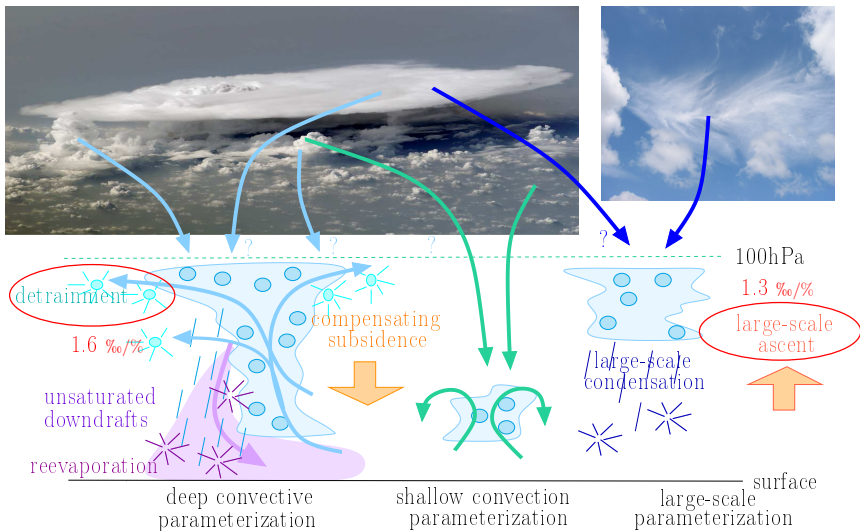 ?
?
?
?
100hPa
detrainment
1.3 ‰/%
compensating
subsidence
large-scale
ascent
1.6 ‰/%
large-scale
condensation
unsaturated
downdrafts
reevaporation
surface
deep convective
parameterization
shallow convection
parameterization
large-scale
parameterization